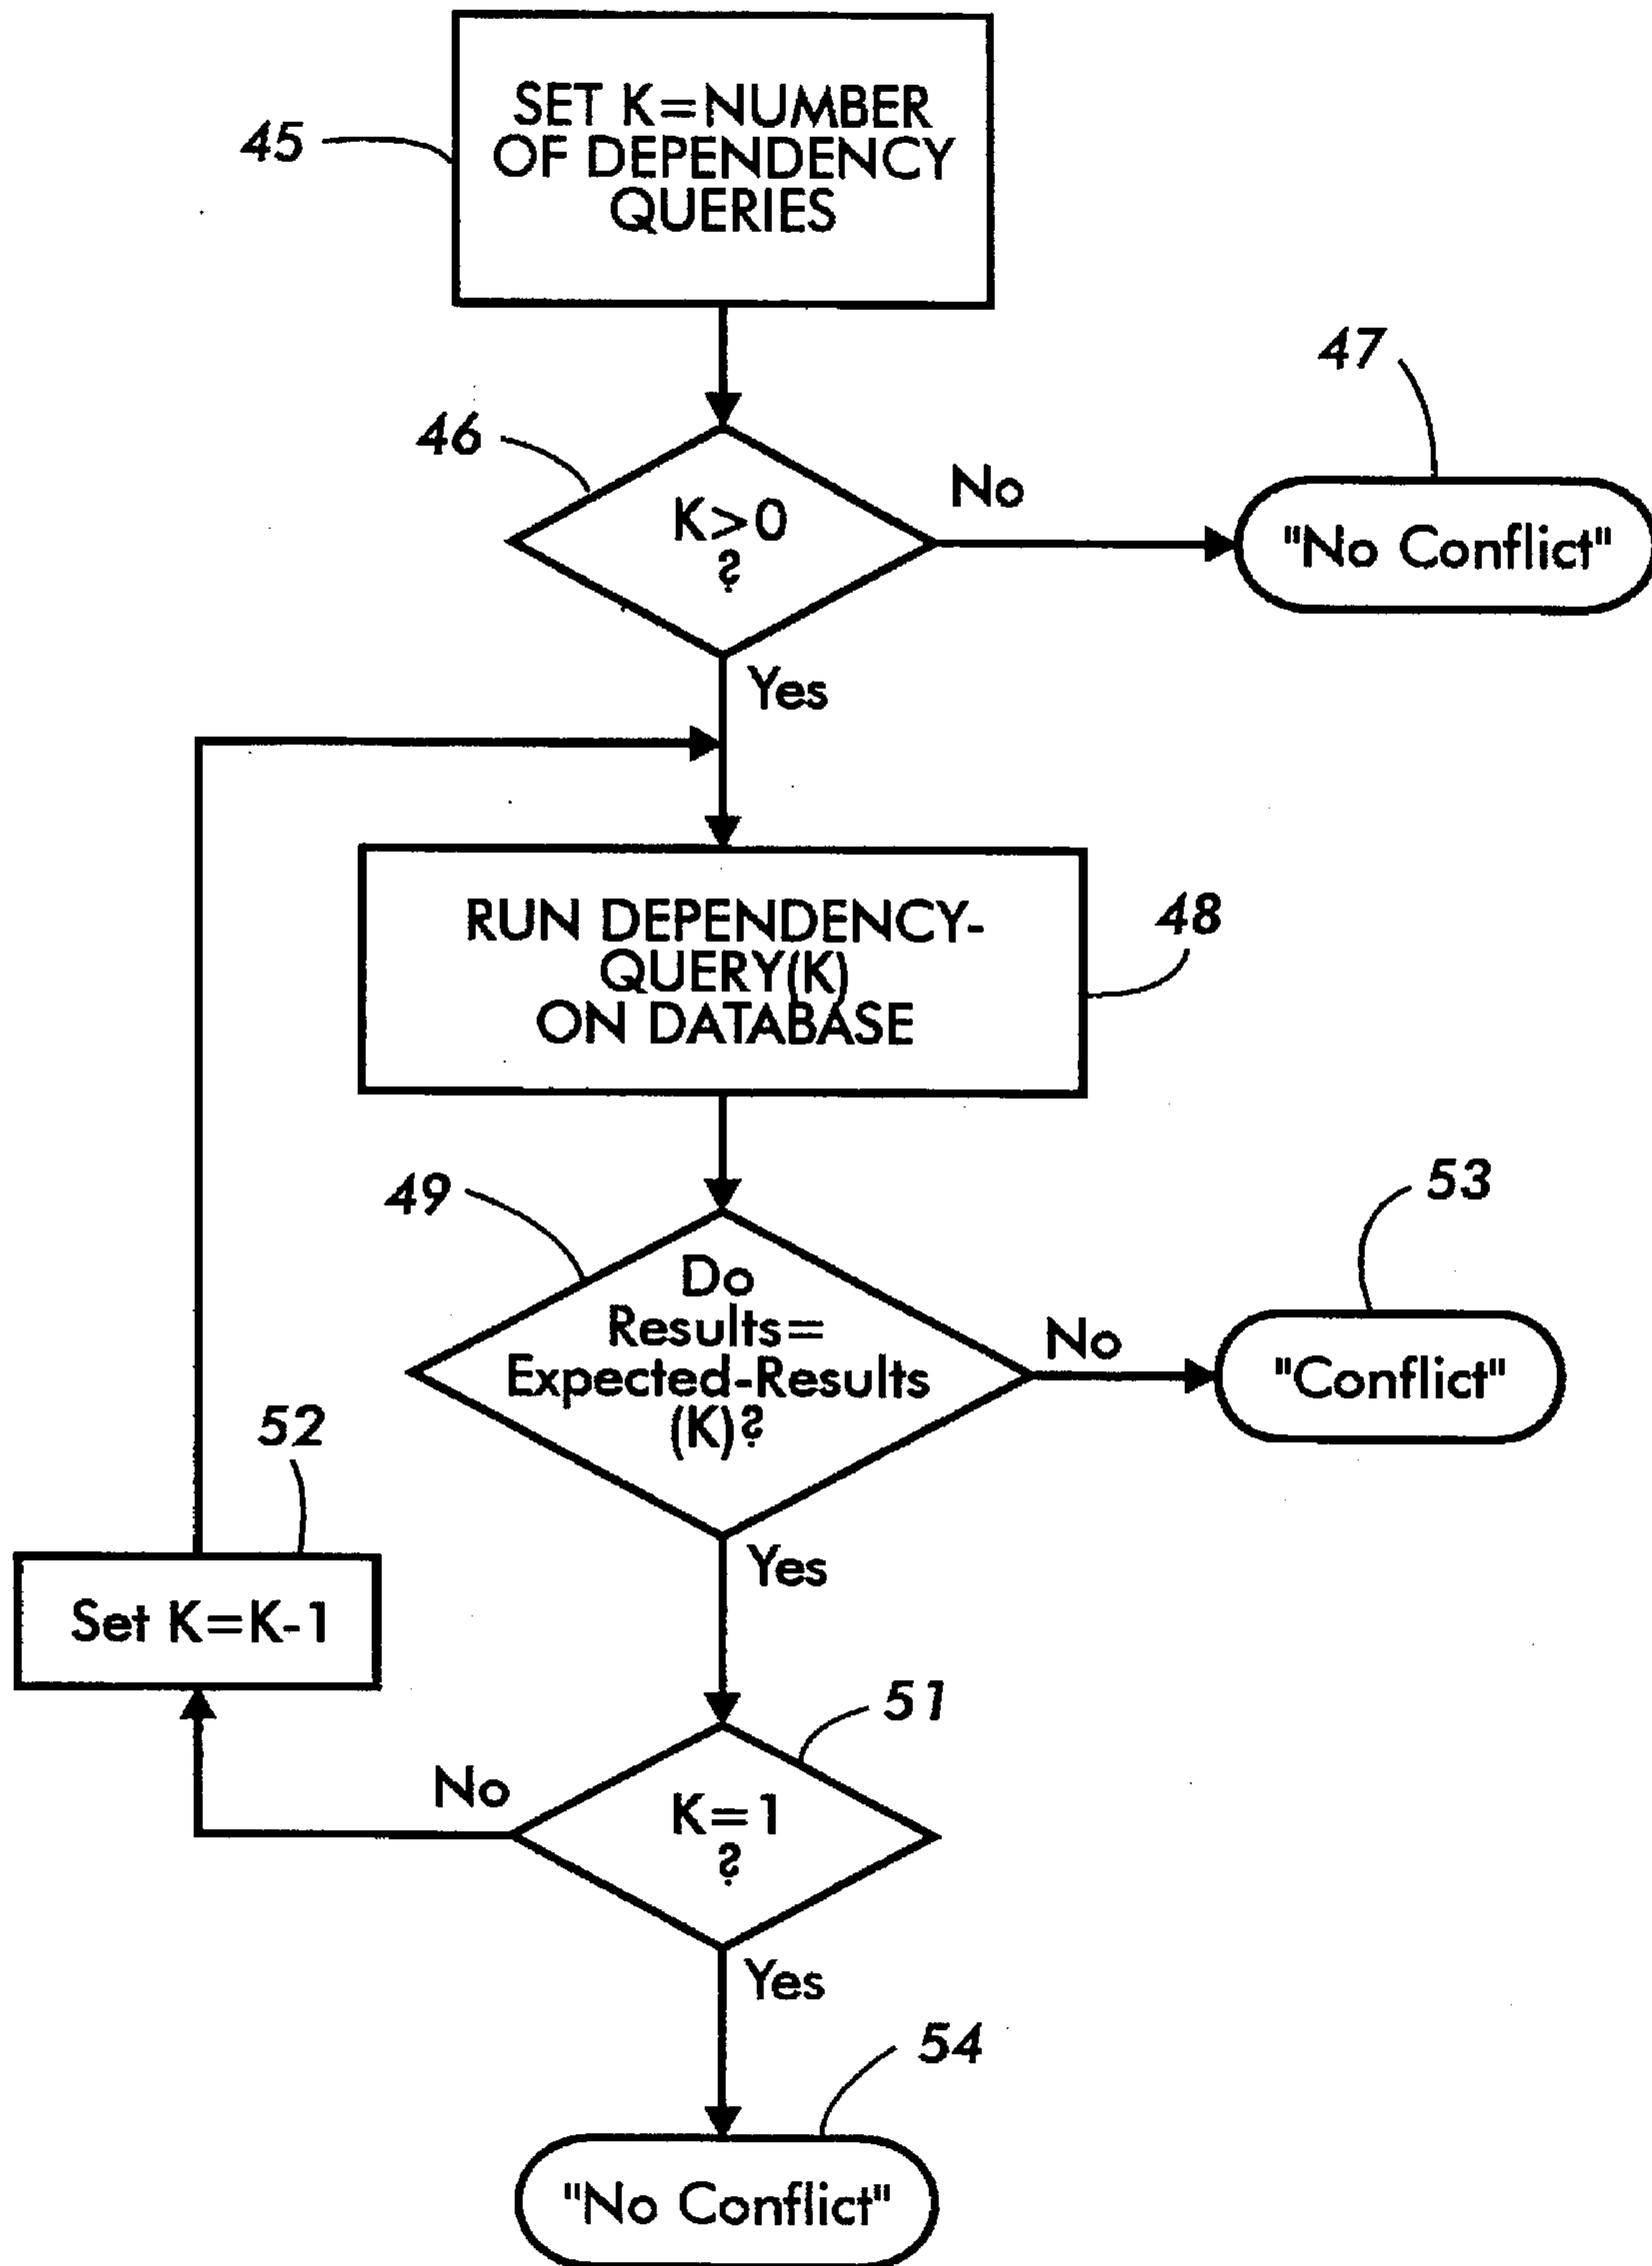 45
SET K=NUMBER
OF DEPENDENCY
QUERIES
46
K>0
?
No
47
"No Conflict"
Yes
RUN DEPENDENCY-
QUERY(K)
ON DATABASE
48
49
Do
Results=
Expected-Results
(K)?
No
53
"Conflict"
Yes
52
Set K=K-1
51
K=1
?
No
Yes
54
"No Conflict"